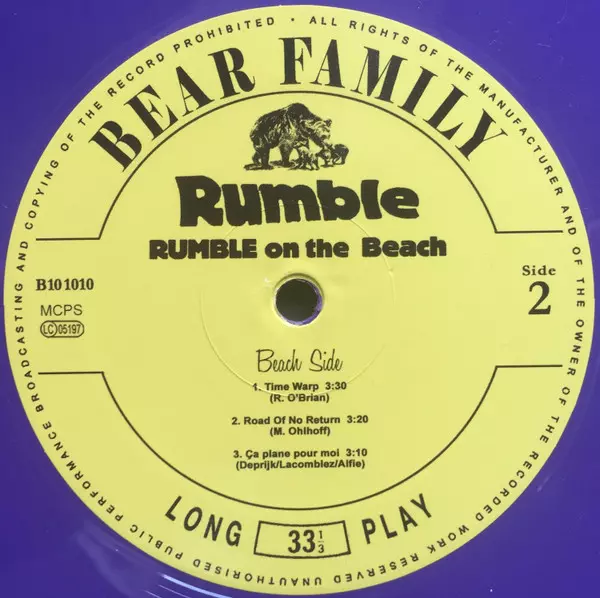 ALL RIGHTS OF THE MANUFACTURER AND OF THE OWNER OF THE RECORDED WORK RESERVED UNAUTHORISED PUBLIC PERFORMANCE BROADCASTING AND COPYING OF THE RECORD PROHIBITED •
BEAR FAMILY
Rumble
RUMBLE on the Beach
B10 1010
MCPS
LC 05197
Side
2
Beach Side
1. Time Warp 3:30
(R. O'Brian)
2. Road Of No Return 3:20
(M. Ohlhoff)
3. Ça plane pour moi 3:10
(Deprijk/Lacomblez/Alfie)
LONG 33⅓ PLAY